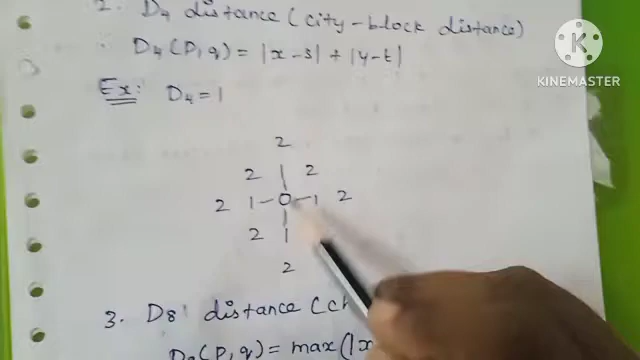 2. D4 distance (city-block distance)
D4(P,q) = |x-s| + |y-t|
Ex: D4 = 1
2
2 1 2
2 1 0 1 2
2 1
2
3. D8 distance (ch
D8(P,q) = max(|x
K
KINEMASTER